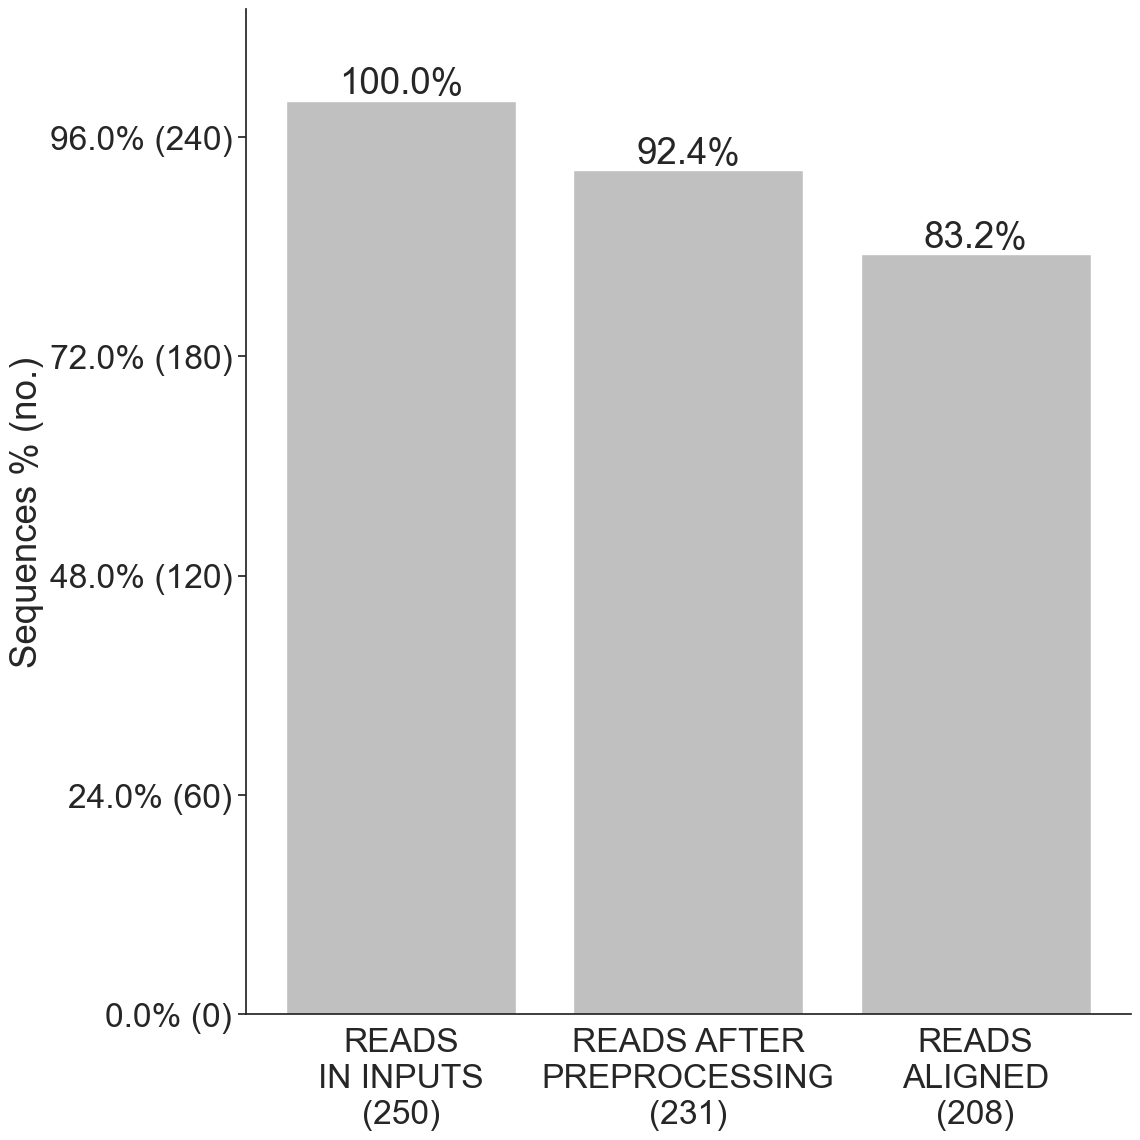 100.0%
96.0% (240)
92.4%
83.2%
72.0% (180)
Sequences % (no.)
48.0% (120)
24.0% (60)
0.0% (0)
READS
IN INPUTS
(250)
READS AFTER
PREPROCESSING
(231)
READS
ALIGNED
(208)